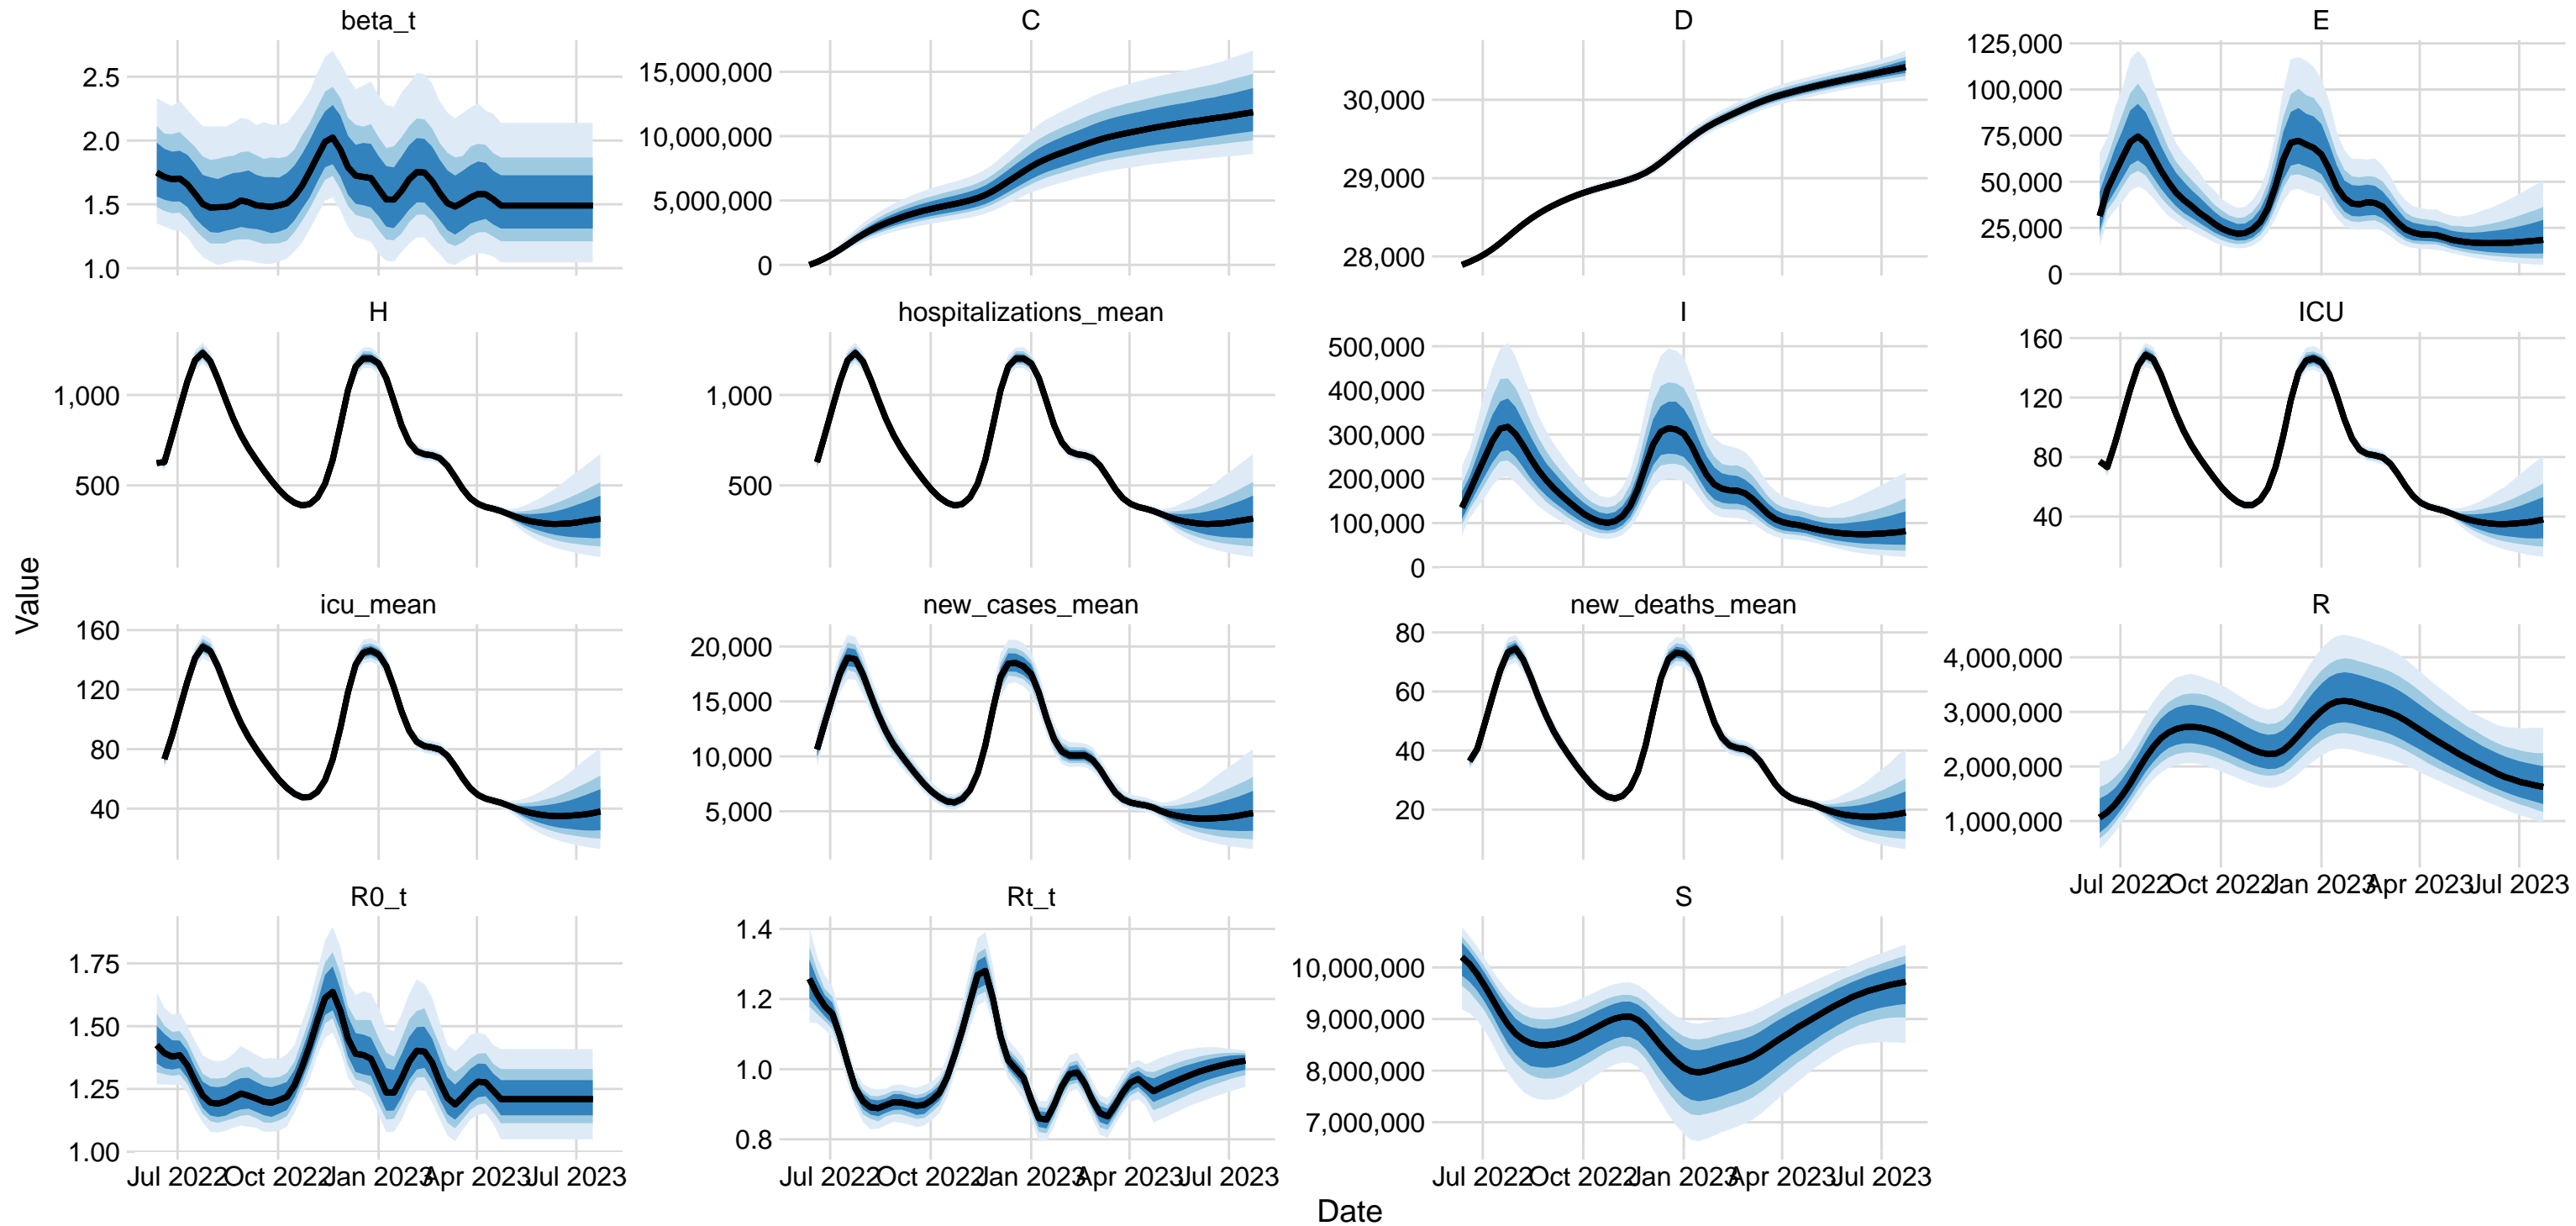 beta_t
C
D
E
2.5
2.0
1.5
1.0
15,000,000
10,000,000
5,000,000
0
30,000
29,000
28,000
125,000
100,000
75,000
50,000
25,000
0
H
hospitalizations_mean
I
ICU
1,000
500
1,000
500
500,000
400,000
300,000
200,000
100,000
0
160
120
80
40
Value
icu_mean
new_cases_mean
new_deaths_mean
R
160
120
80
40
20,000
15,000
10,000
5,000
80
60
40
20
4,000,000
3,000,000
2,000,000
1,000,000
Jul 2022 Oct 2022 Jan 2023 Apr 2023 Jul 2023
R0_t
Rt_t
S
1.75
1.50
1.25
1.00
1.4
1.2
1.0
0.8
10,000,000
9,000,000
8,000,000
7,000,000
Jul 2022 Oct 2022 Jan 2023 Apr 2023 Jul 2023
Jul 2022 Oct 2022 Jan 2023 Apr 2023 Jul 2023
Jul 2022 Oct 2022 Jan 2023 Apr 2023 Jul 2023
Date